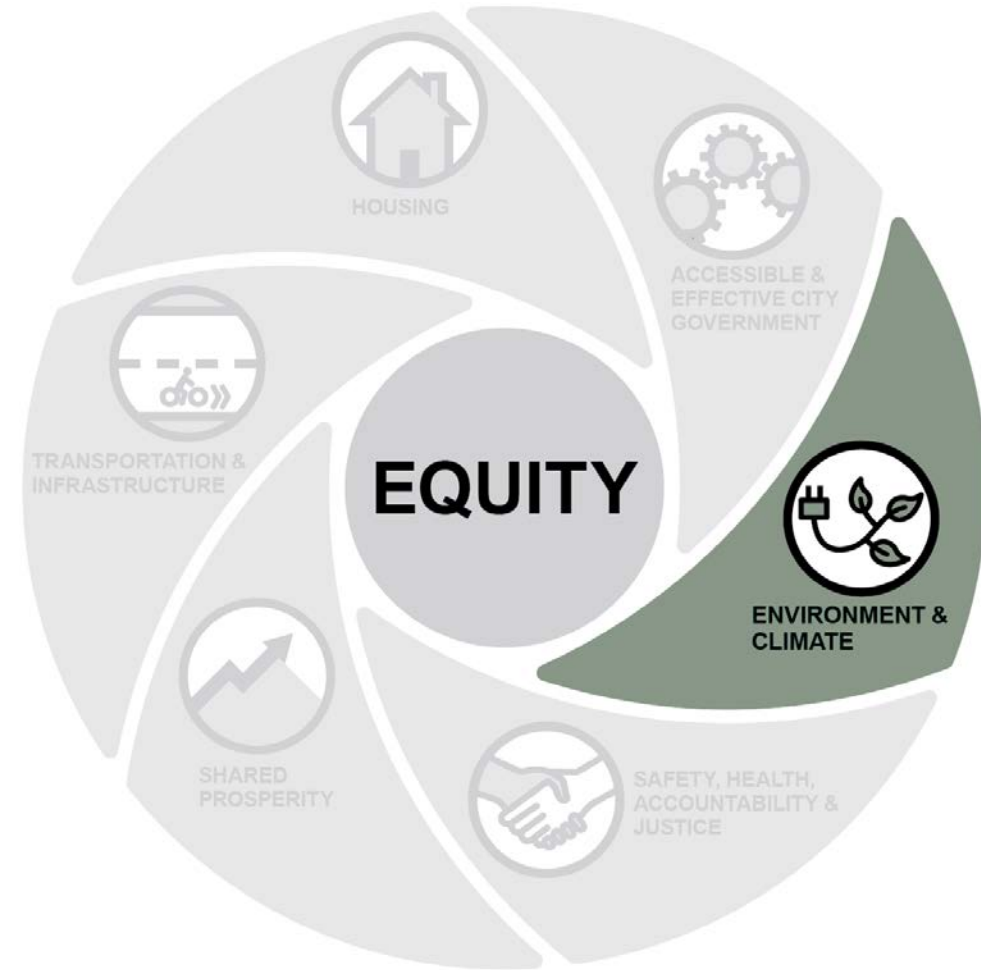 HOUSING
ACCESSIBLE &
EFFECTIVE CITY
GOVERNMENT
TRANSPORTATION &
INFRASTRUCTURE
EQUITY
ENVIRONMENT &
CLIMATE
SHARED
PROSPERITY
SAFETY, HEALTH,
ACCOUNTABILITY &
JUSTICE